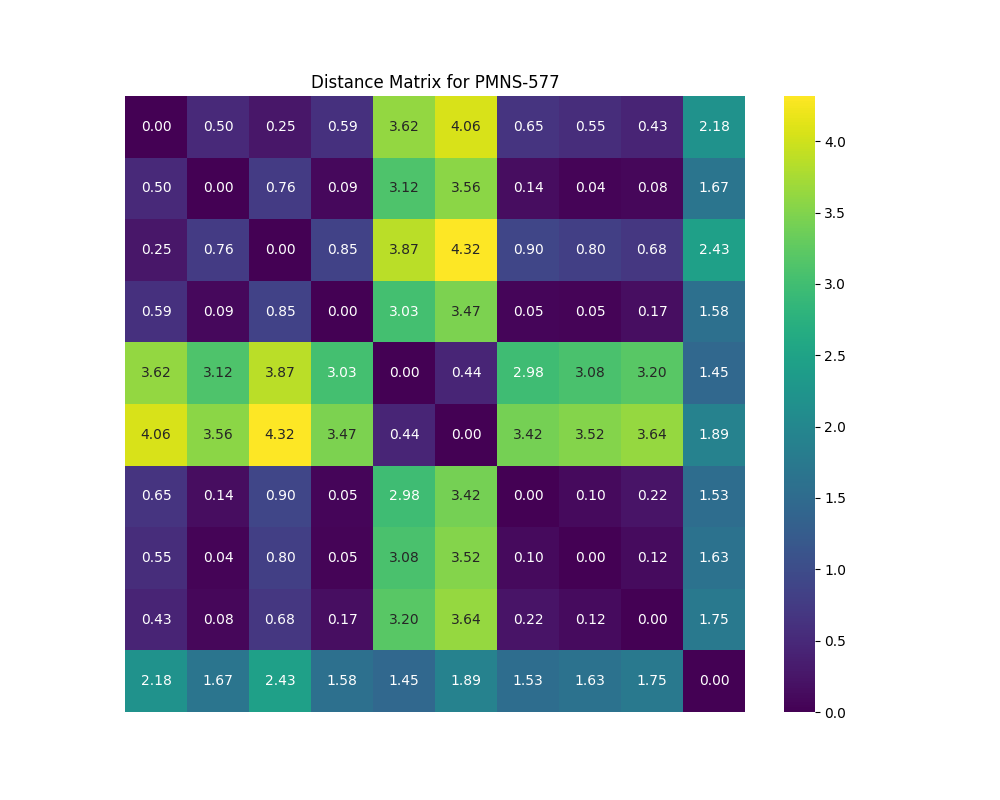 Distance Matrix for PMNS-577
0.00 0.50 0.25 0.59 3.62 4.06 0.65 0.55 0.43 2.18
0.50 0.00 0.76 0.09 3.12 3.56 0.14 0.04 0.08 1.67
0.25 0.76 0.00 0.85 3.87 4.32 0.90 0.80 0.68 2.43
0.59 0.09 0.85 0.00 3.03 3.47 0.05 0.05 0.17 1.58
3.62 3.12 3.87 3.03 0.00 0.44 2.98 3.08 3.20 1.45
4.06 3.56 4.32 3.47 0.44 0.00 3.42 3.52 3.64 1.89
0.65 0.14 0.90 0.05 2.98 3.42 0.00 0.10 0.22 1.53
0.55 0.04 0.80 0.05 3.08 3.52 0.10 0.00 0.12 1.63
0.43 0.08 0.68 0.17 3.20 3.64 0.22 0.12 0.00 1.75
2.18 1.67 2.43 1.58 1.45 1.89 1.53 1.63 1.75 0.00
4.0
3.5
3.0
2.5
2.0
1.5
1.0
0.5
0.0